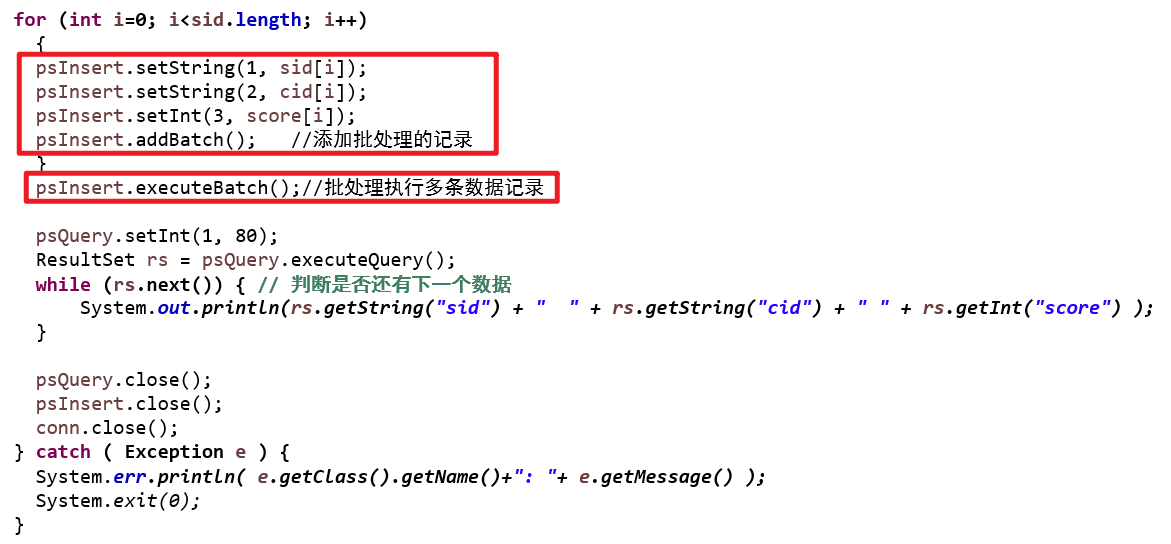 for (int i=0; i<sid.length; i++)
{
psInsert.setString(1, sid[i]);
psInsert.setString(2, cid[i]);
psInsert.setInt(3, score[i]);
psInsert.addBatch();   //添加批处理的记录
}
psInsert.executeBatch();//批处理执行多条数据记录
psQuery.setInt(1, 80);
ResultSet rs = psQuery.executeQuery();
while (rs.next()) { // 判断是否还有下一个数据
System.out.println(rs.getString("sid") + "  " + rs.getString("cid") + " " + rs.getInt("score") );
}
psQuery.close();
psInsert.close();
conn.close();
} catch ( Exception e ) {
System.err.println( e.getClass().getName()+": "+ e.getMessage() );
System.exit(0);
}